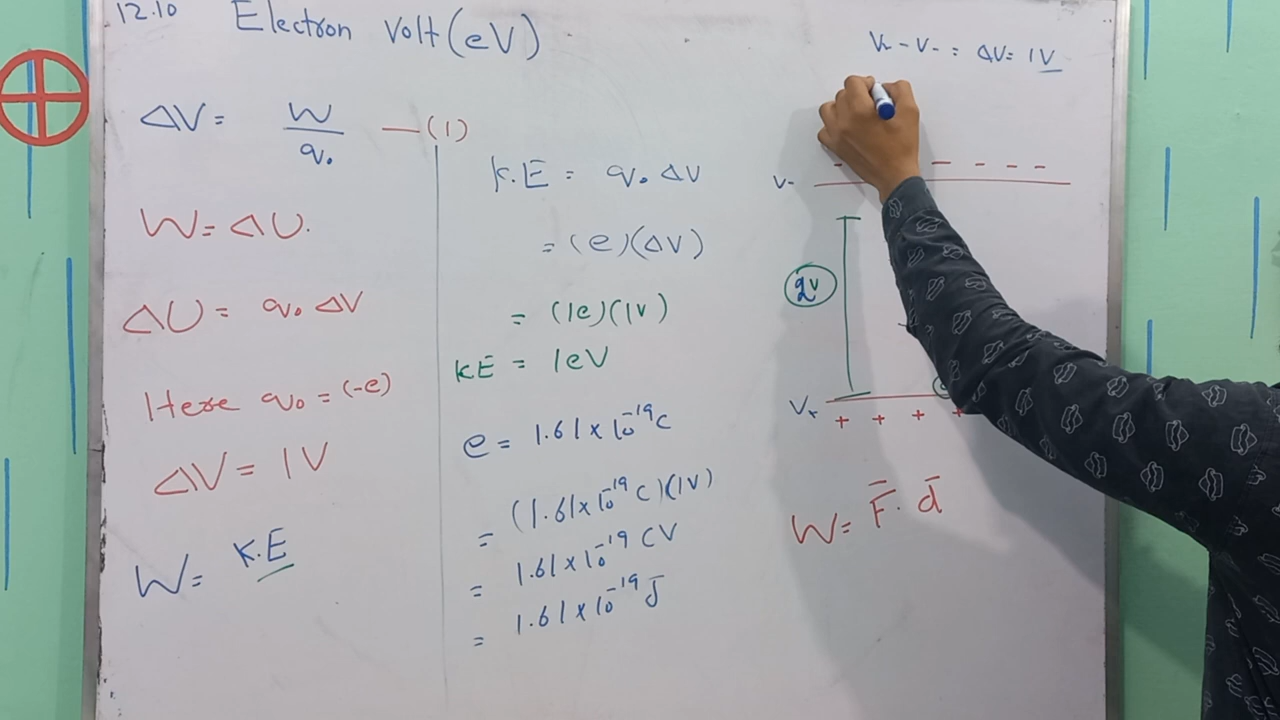 12.10 Electron Volt (eV)
ΔV = W / q₀ —(1)
W = ΔU.
ΔU = q₀ ΔV
Here q₀ = (-e)
ΔV = 1V
W = K.E
K.E = q₀ ΔV
= (e)(ΔV)
= (1e)(1V)
KE = 1eV
e = 1.61 x 10⁻¹⁹ C
= (1.61 x 10⁻¹⁹ C)(1V)
= 1.61 x 10⁻¹⁹ CV
= 1.61 x 10⁻¹⁹ J
V₊ - V₋ = ΔV = 1V
- - - - -
V-
V₊
+ + + +
W = F̄ . d̄